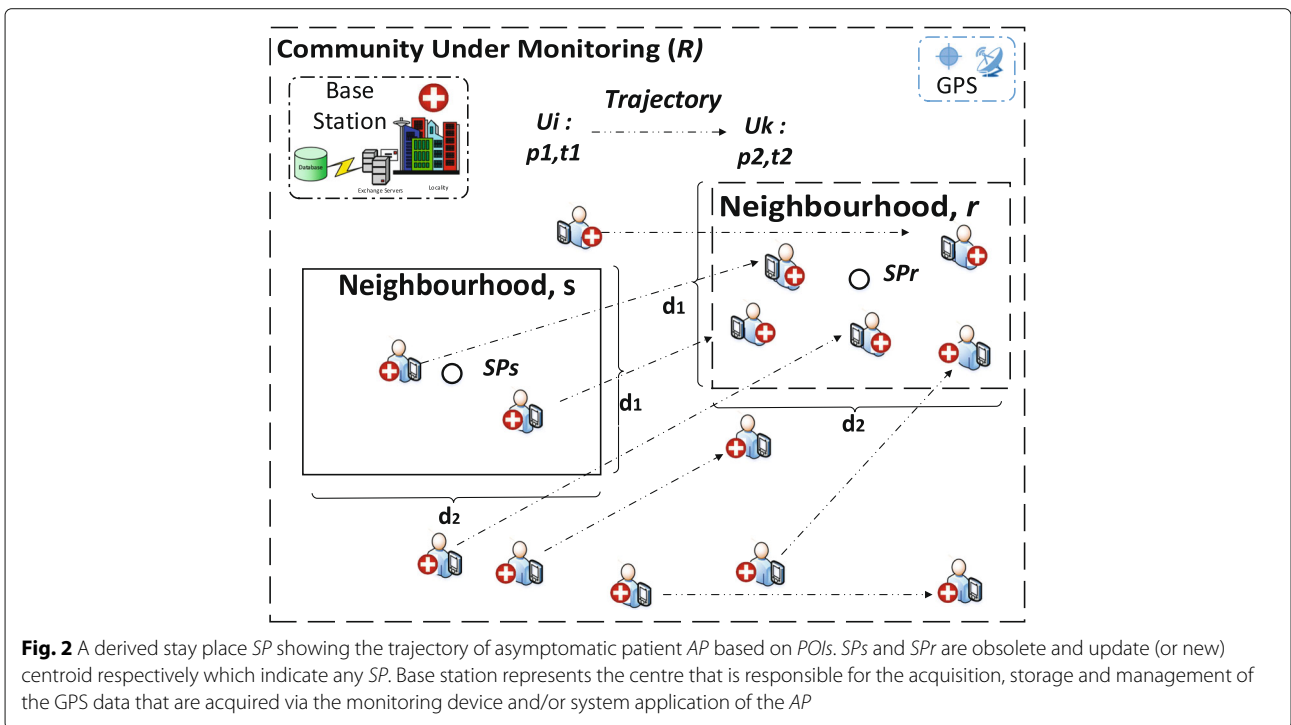 Community Under Monitoring (R)
GPS
Base
Station
Database
Exchange Servers
Locality
Trajectory
Ui :
p1,t1
Uk :
p2,t2
Neighbourhood, r
SPr
d1
d2
Neighbourhood, s
SPs
d1
d2
Fig. 2 A derived stay place SP showing the trajectory of asymptomatic patient AP based on POIs. SPs and SPr are obsolete and update (or new)
centroid respectively which indicate any SP. Base station represents the centre that is responsible for the acquisition, storage and management of
the GPS data that are acquired via the monitoring device and/or system application of the AP